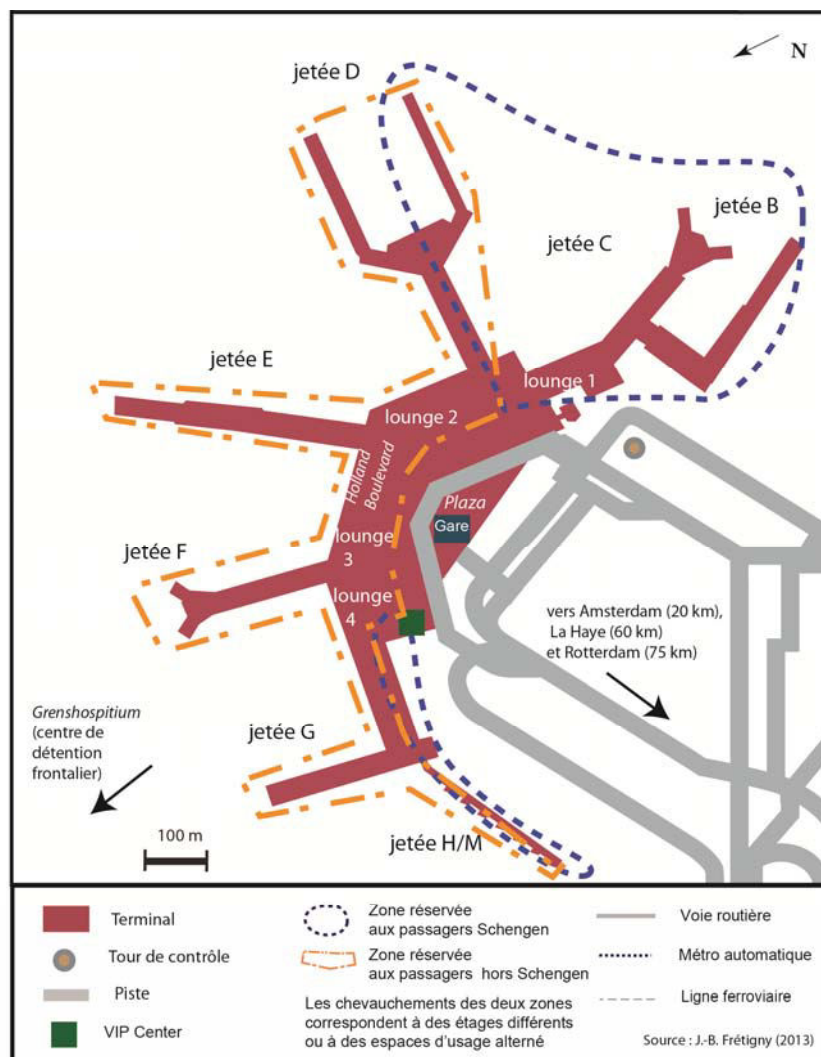 N
jetée D
jetée B
jetée C
jetée E
lounge 1
lounge 2
Holland
Boulevard
Plaza
Gare
jetée F
lounge
3
lounge
4
vers Amsterdam (20 km),
La Haye (60 km)
et Rotterdam (75 km)
Grenshospitium
(centre de
détention
frontalier)
jetée G
100 m
jetée H/M
Terminal
Tour de contrôle
Piste
VIP Center
Zone réservée
aux passagers Schengen
Zone réservée
aux passagers hors Schengen
Les chevauchements des deux zones
correspondent à des étages différents
ou à des espaces d'usage alterné
Voie routière
Métro automatique
Ligne ferroviaire
Source : J.-B. Frétigny (2013)